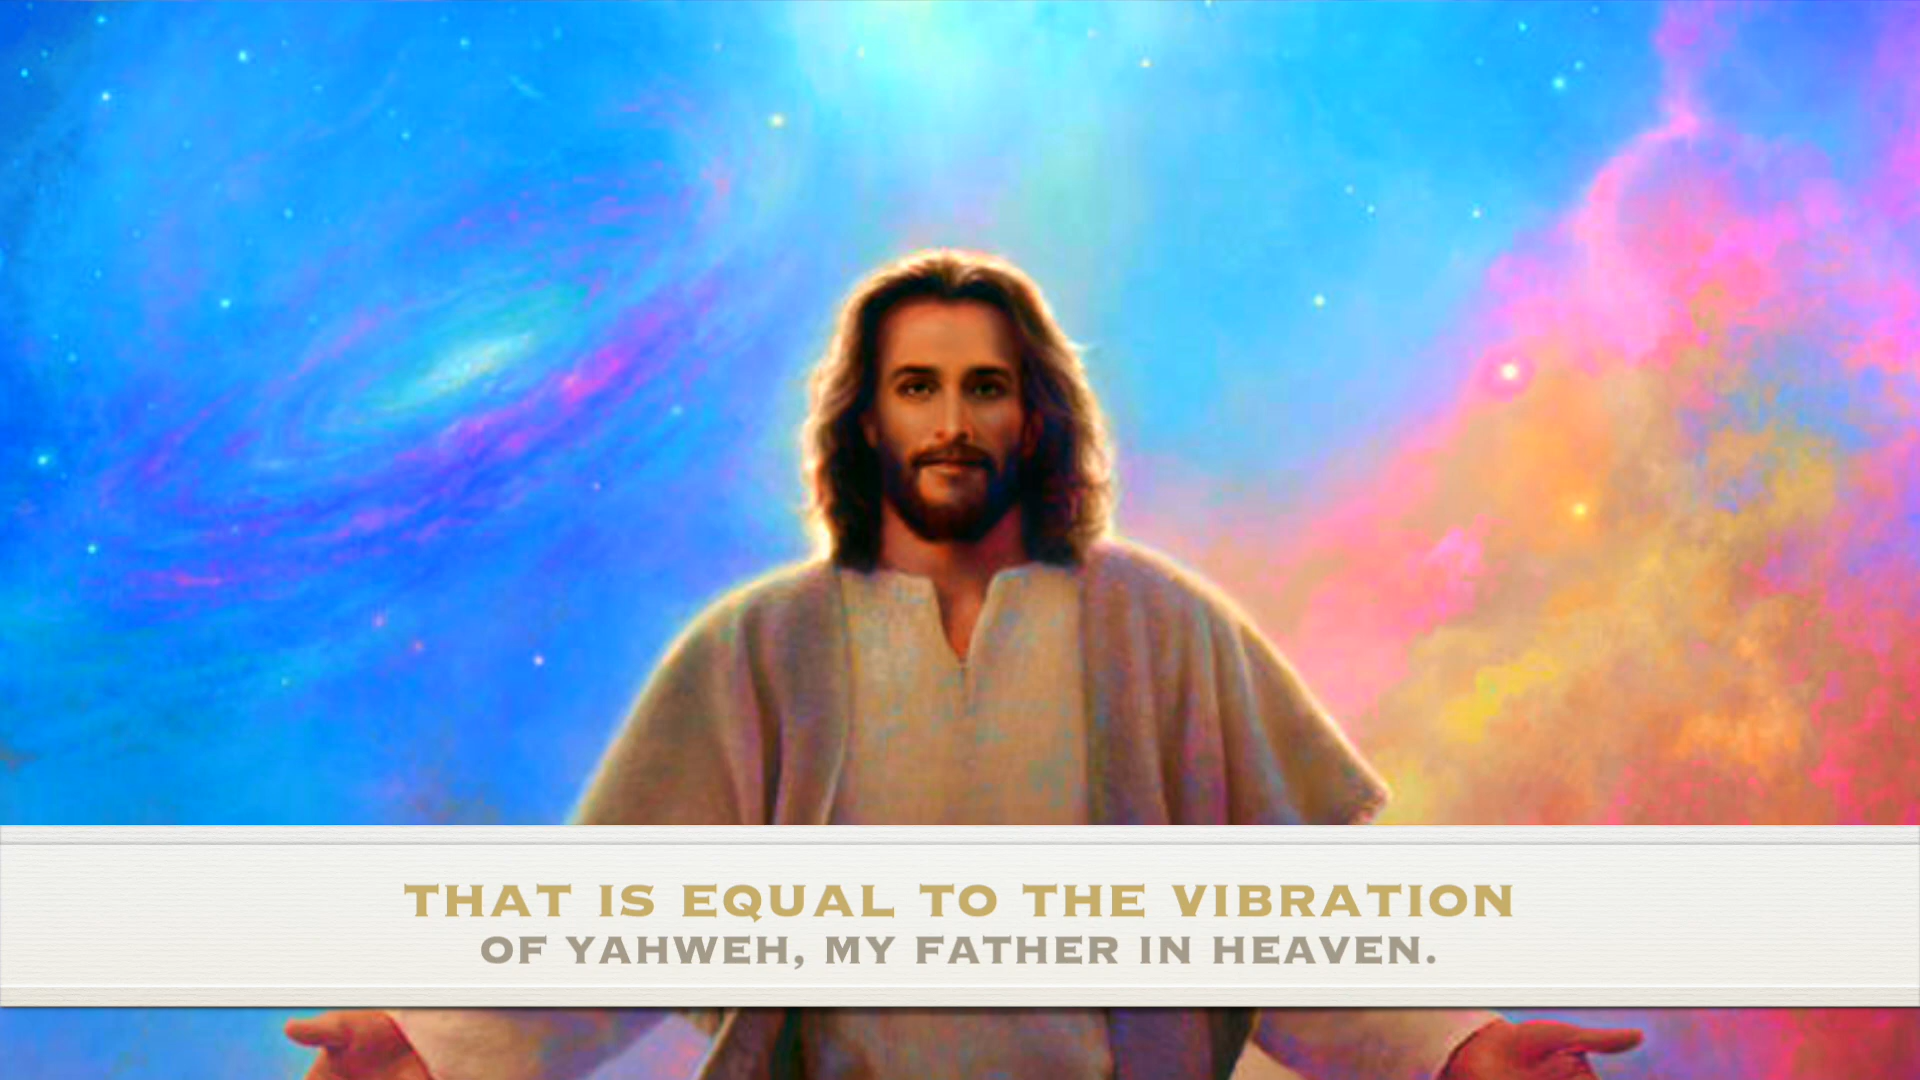 THAT IS EQUAL TO THE VIBRATION
OF YAHWEH, MY FATHER IN HEAVEN.